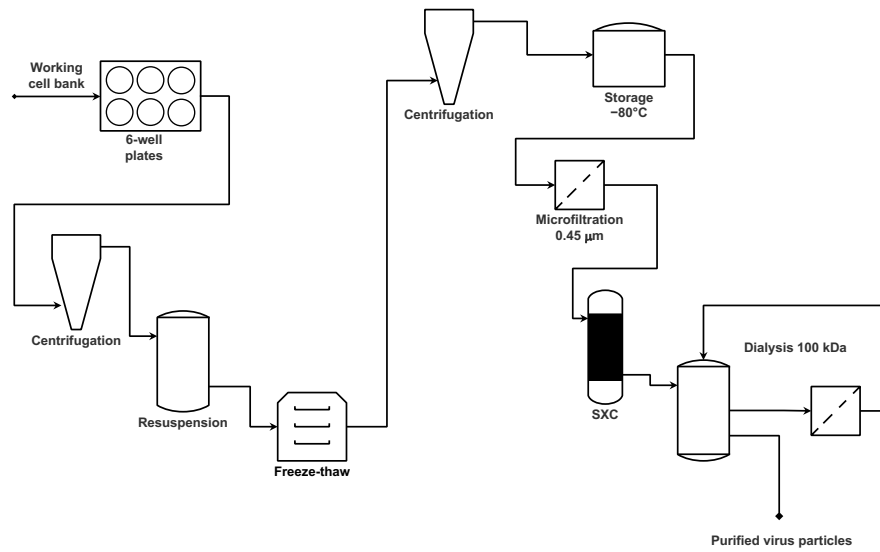 Working
cell bank
6-well
plates
Centrifugation
Resuspension
Freeze-thaw
Centrifugation
Storage
−80°C
Microfiltration
0.45 μm
SXC
Dialysis 100 kDa
Purified virus particles